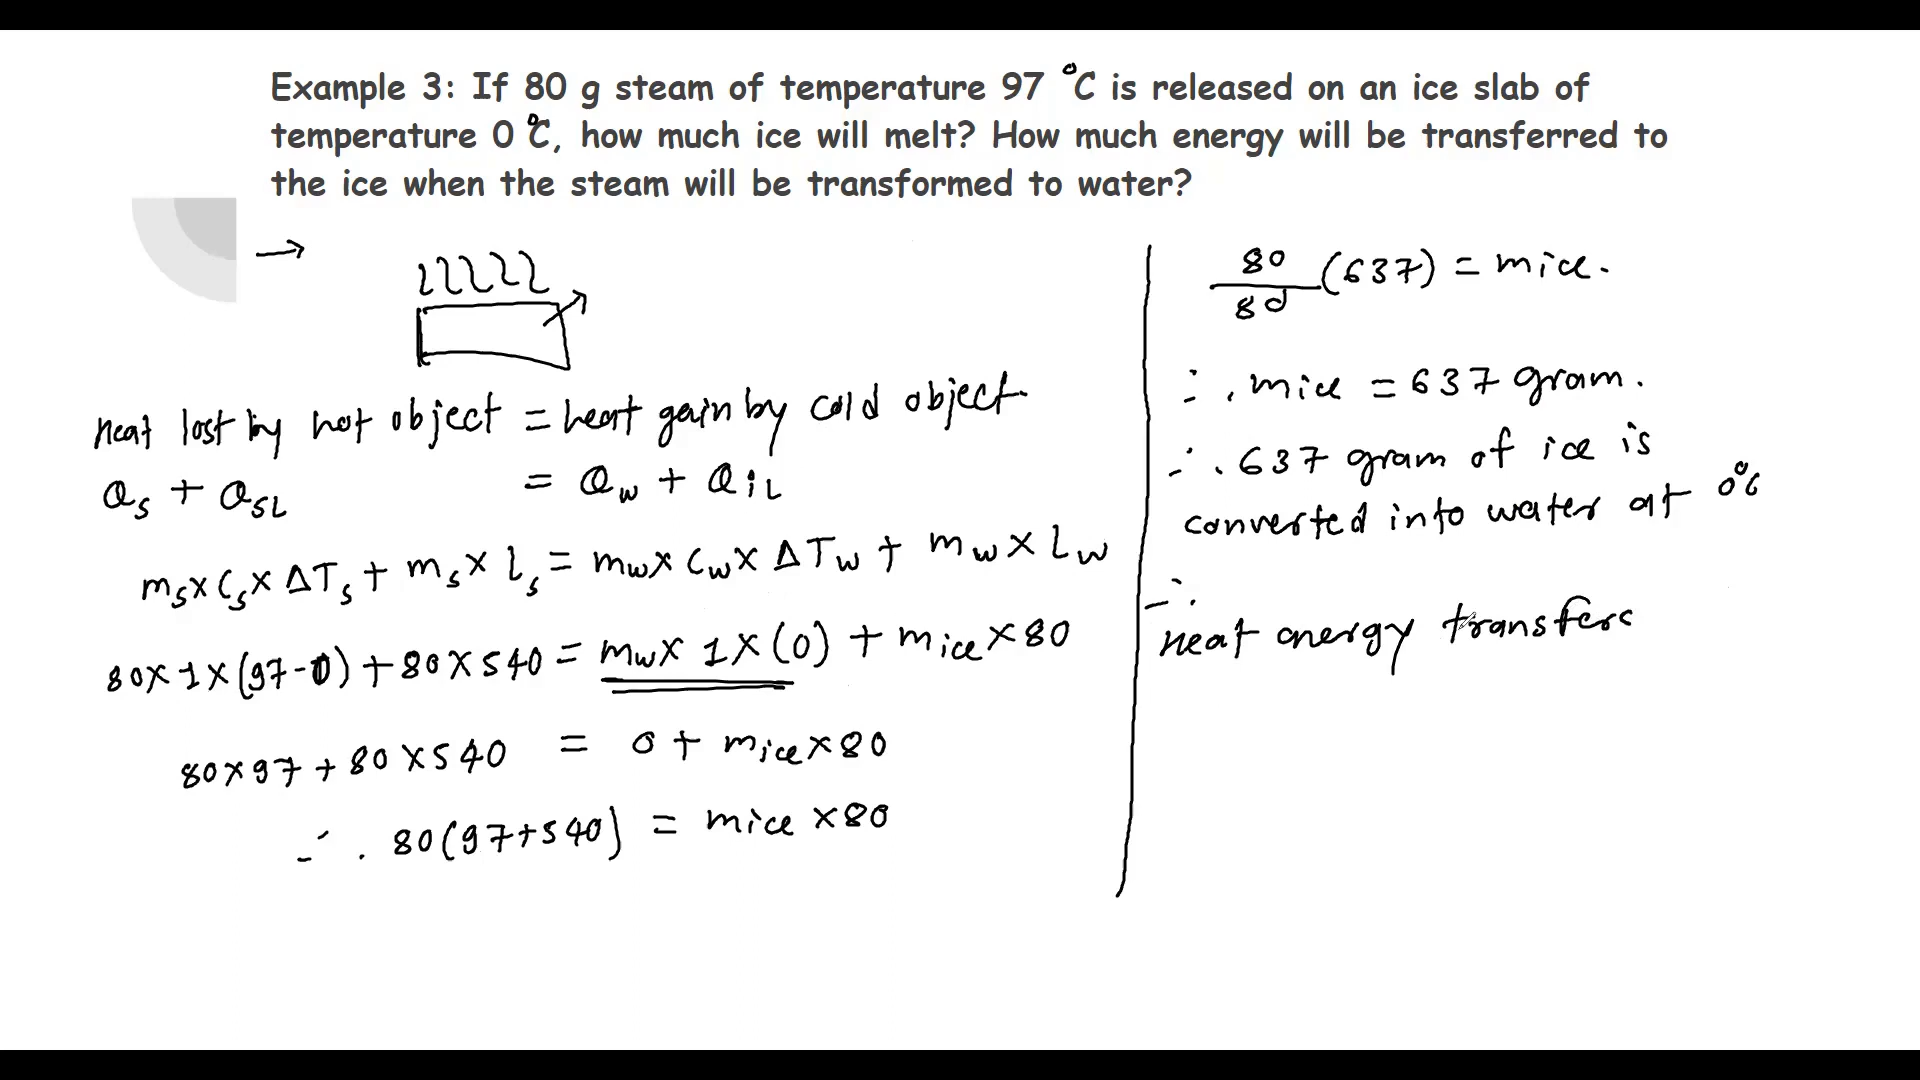 Example 3: If 80 g steam of temperature 97 °C is released on an ice slab of
temperature 0 °C, how much ice will melt? How much energy will be transferred to
the ice when the steam will be transformed to water?
→
Heat lost by hot object = heat gain by cold object.
Qs + QsL = Qw + QiL
ms x Cs x ΔTs + ms x Ls = mw x Cw x ΔTw + mw x Lw
80 x 1 x (97-0) + 80 x 540 = mw x 1 x (0) + mice x 80
80 x 97 + 80 x 540 = 0 + mice x 80
∴ 80(97+540) = mice x 80
80/80 (637) = mice.
∴ mice = 637 gram.
∴ 637 gram of ice is
converted into water at 0°C
∴
Heat energy transfers